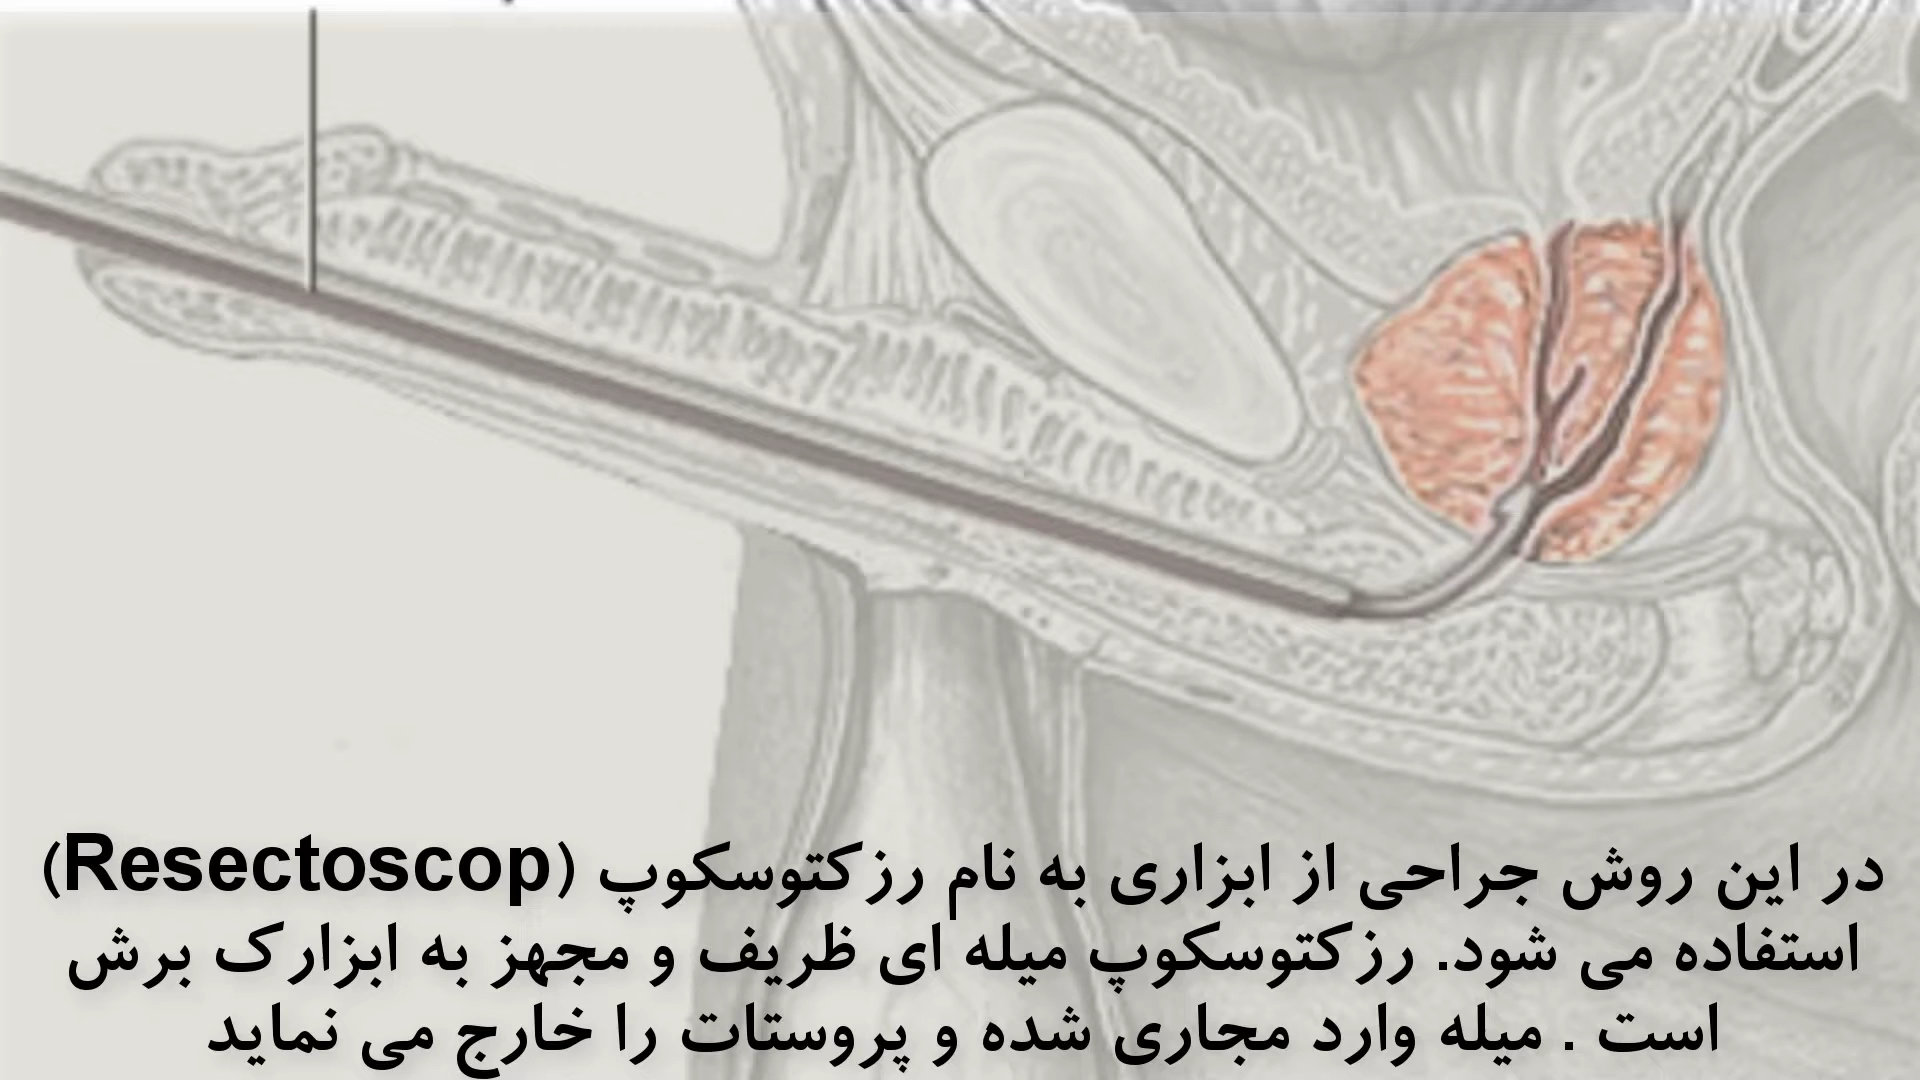 در این روش جراحی از ابزاری به نام رزکتوسکوپ (Resectoscop)
استفاده می شود. رزکتوسکوپ میله ای ظریف و مجهز به ابزارک برش
است . میله وارد مجاری شده و پروستات را خارج می نماید